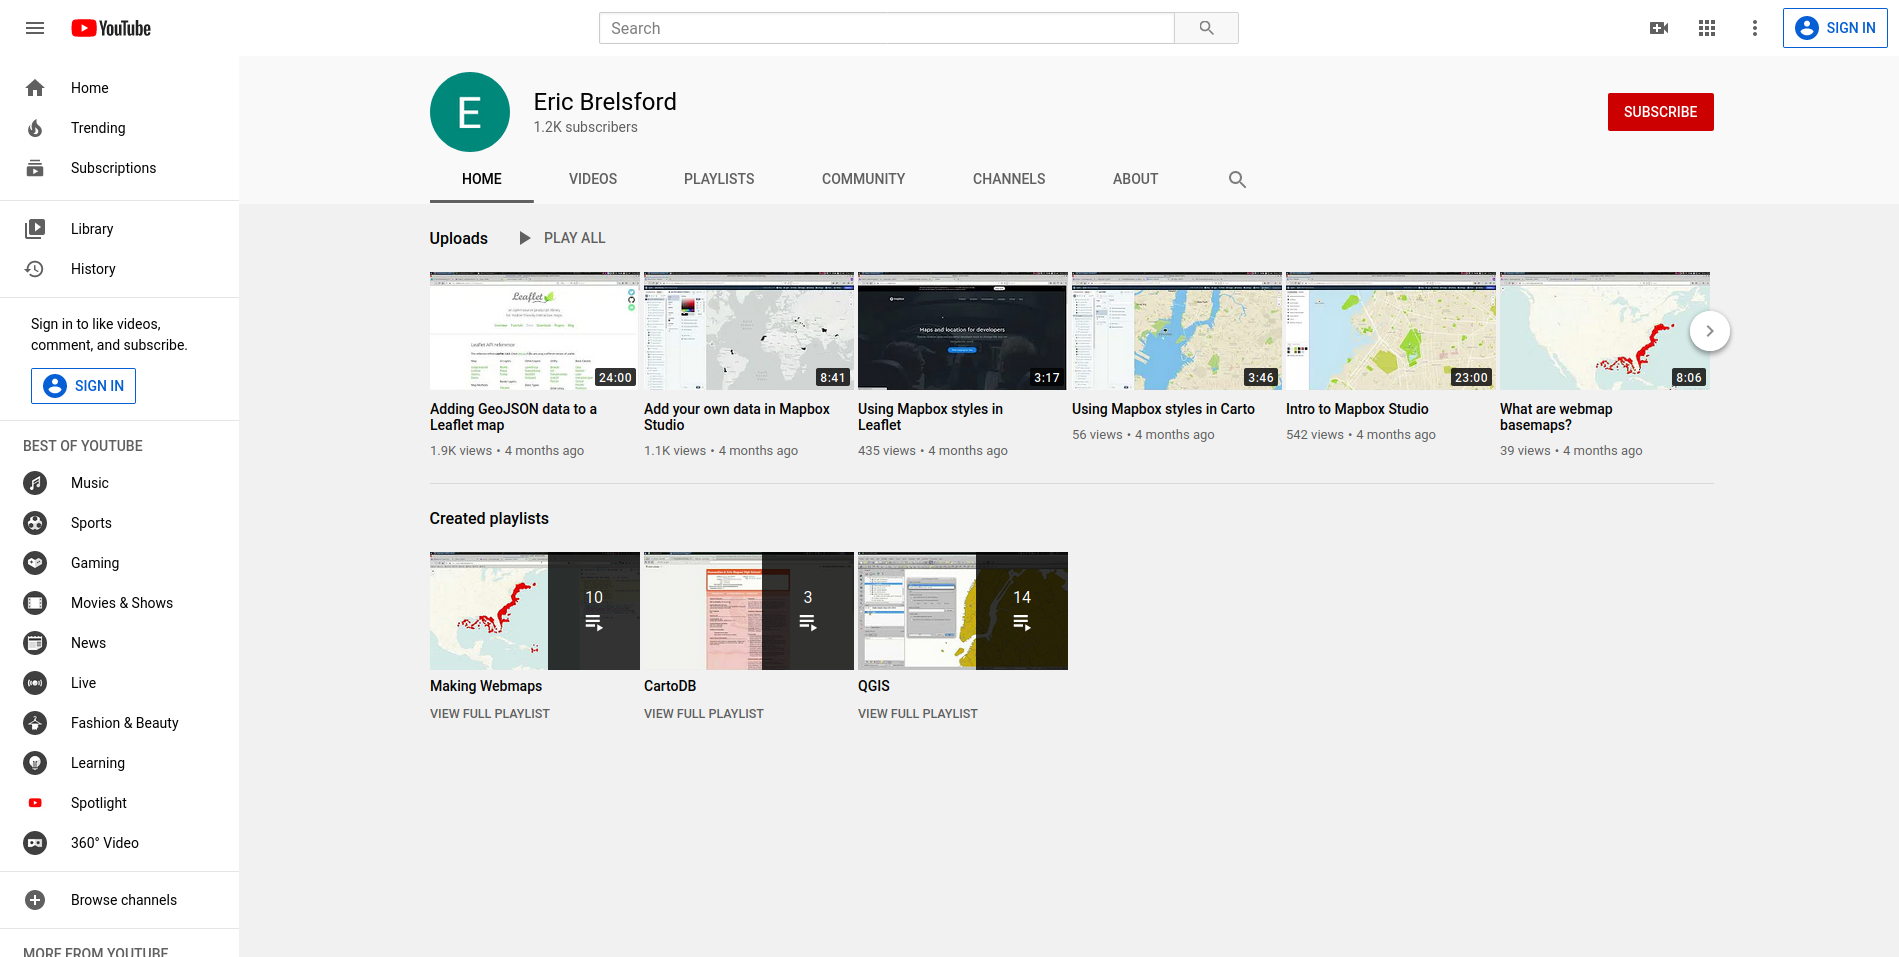 YouTube
Search
SIGN IN
Home
Trending
Subscriptions
Library
History
Sign in to like videos,
comment, and subscribe.
SIGN IN
BEST OF YOUTUBE
Music
Sports
Gaming
Movies & Shows
News
Live
Fashion & Beauty
Learning
Spotlight
360° Video
Browse channels
MORE FROM YOUTUBE
E
Eric Brelsford
1.2K subscribers
SUBSCRIBE
HOME VIDEOS PLAYLISTS COMMUNITY CHANNELS ABOUT
Uploads PLAY ALL
Leaflet
Leaflet API reference
24:00
Adding GeoJSON data to a
Leaflet map
1.9K views • 4 months ago
8:41
Add your own data in Mapbox
Studio
1.1K views • 4 months ago
Maps and location for developers
3:17
Using Mapbox styles in
Leaflet
435 views • 4 months ago
3:46
Using Mapbox styles in Carto
56 views • 4 months ago
23:00
Intro to Mapbox Studio
542 views • 4 months ago
8:06
What are webmap
basemaps?
39 views • 4 months ago
Created playlists
10
Making Webmaps
VIEW FULL PLAYLIST
3
CartoDB
VIEW FULL PLAYLIST
14
QGIS
VIEW FULL PLAYLIST